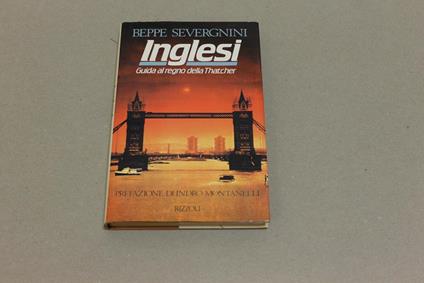 BEPPE SEVERGNINI
Inglesi
Guida al regno della Thatcher
PREFAZIONE DI INDRO MONTANELLI
RIZZOLI